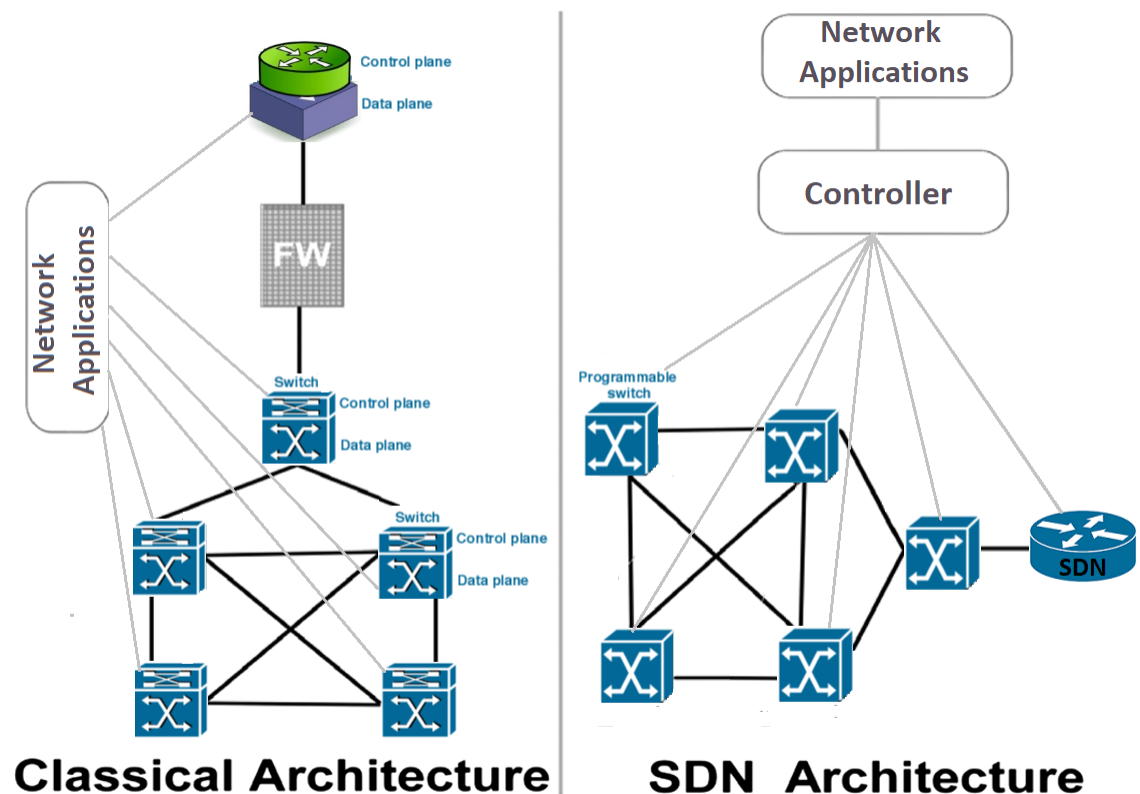 Control plane
Data plane
Network
Applications
FW
Switch
Control plane
Data plane
Switch
Control plane
Data plane
Classical Architecture
Network
Applications
Controller
Programmable
switch
SDN
SDN Architecture